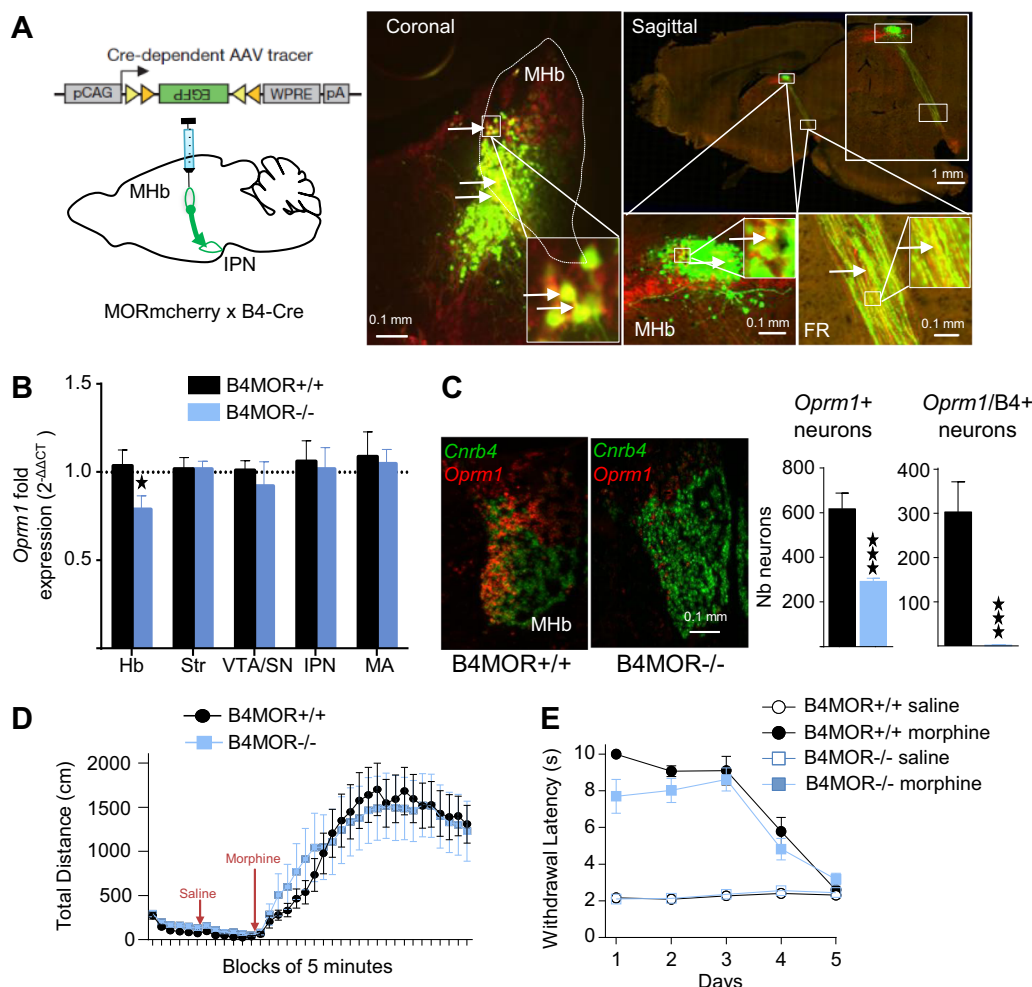 A
Cre-dependent AAV tracer
pCAG
EGFP
WPRE
pA
MHb
IPN
MORmcherry x B4-Cre
Coronal
MHb
0.1 mm
Sagittal
1 mm
MHb
0.1 mm
FR
0.1 mm
B
B4MOR+/+
B4MOR-/-
Oprm1 fold
expression (2-ΔΔCT)
1.5
1.0
0.5
Hb Str VTA/SN IPN MA
C
Cnrb4
Oprm1
MHb
B4MOR+/+
Cnrb4
Oprm1
0.1 mm
B4MOR-/-
Oprm1+
neurons
Nb neurons
800
600
400
200
Oprm1/B4+
neurons
400
300
200
100
D
B4MOR+/+
B4MOR-/-
Total Distance (cm)
2000
1500
1000
500
0
Saline
Morphine
Blocks of 5 minutes
E
B4MOR+/+ saline
B4MOR+/+ morphine
B4MOR-/- saline
B4MOR-/- morphine
Withdrawal Latency (s)
10
8
6
4
2
0
1 2 3 4 5
Days